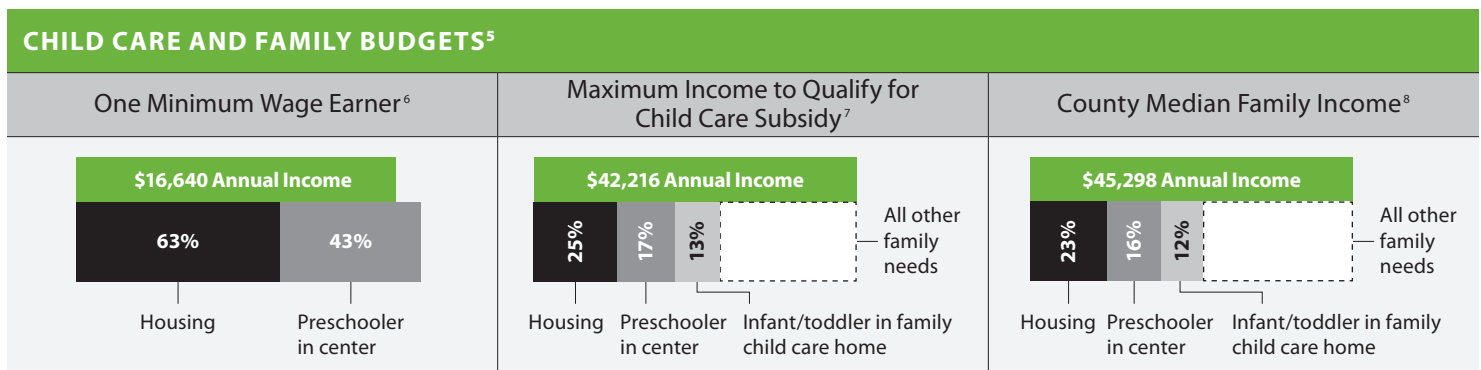 CHILD CARE AND FAMILY BUDGETS⁵
One Minimum Wage Earner⁶
$16,640 Annual Income
63%
43%
Housing
Preschooler
in center
Maximum Income to Qualify for
Child Care Subsidy⁷
$42,216 Annual Income
25%
17%
13%
All other
family
needs
Housing
Preschooler
in center
Infant/toddler in family
child care home
County Median Family Income⁸
$45,298 Annual Income
23%
16%
12%
All other
family
needs
Housing
Preschooler
in center
Infant/toddler in family
child care home